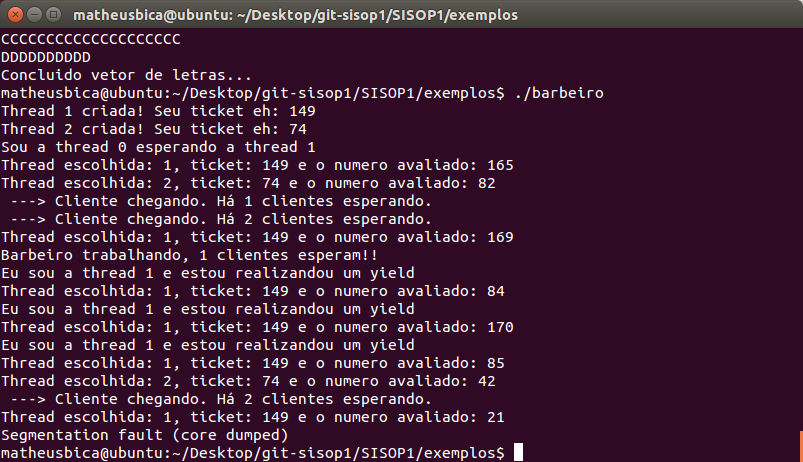 matheusbica@ubuntu: ~/Desktop/git-sisop1/SISOP1/exemplos
CCCCCCCCCCCCCCCCCCCC
DDDDDDDDDD
Concluido vetor de letras...
matheusbica@ubuntu:~/Desktop/git-sisop1/SISOP1/exemplos$ ./barbeiro
Thread 1 criada! Seu ticket eh: 149
Thread 2 criada! Seu ticket eh: 74
Sou a thread 0 esperando a thread 1
Thread escolhida: 1, ticket: 149 e o numero avaliado: 165
Thread escolhida: 2, ticket: 74 e o numero avaliado: 82
 ---> Cliente chegando. Há 1 clientes esperando.
 ---> Cliente chegando. Há 2 clientes esperando.
Thread escolhida: 1, ticket: 149 e o numero avaliado: 169
Barbeiro trabalhando, 1 clientes esperam!!
Eu sou a thread 1 e estou realizandou um yield
Thread escolhida: 1, ticket: 149 e o numero avaliado: 84
Eu sou a thread 1 e estou realizandou um yield
Thread escolhida: 1, ticket: 149 e o numero avaliado: 170
Eu sou a thread 1 e estou realizandou um yield
Thread escolhida: 1, ticket: 149 e o numero avaliado: 85
Thread escolhida: 2, ticket: 74 e o numero avaliado: 42
 ---> Cliente chegando. Há 2 clientes esperando.
Thread escolhida: 1, ticket: 149 e o numero avaliado: 21
Segmentation fault (core dumped)
matheusbica@ubuntu:~/Desktop/git-sisop1/SISOP1/exemplos$